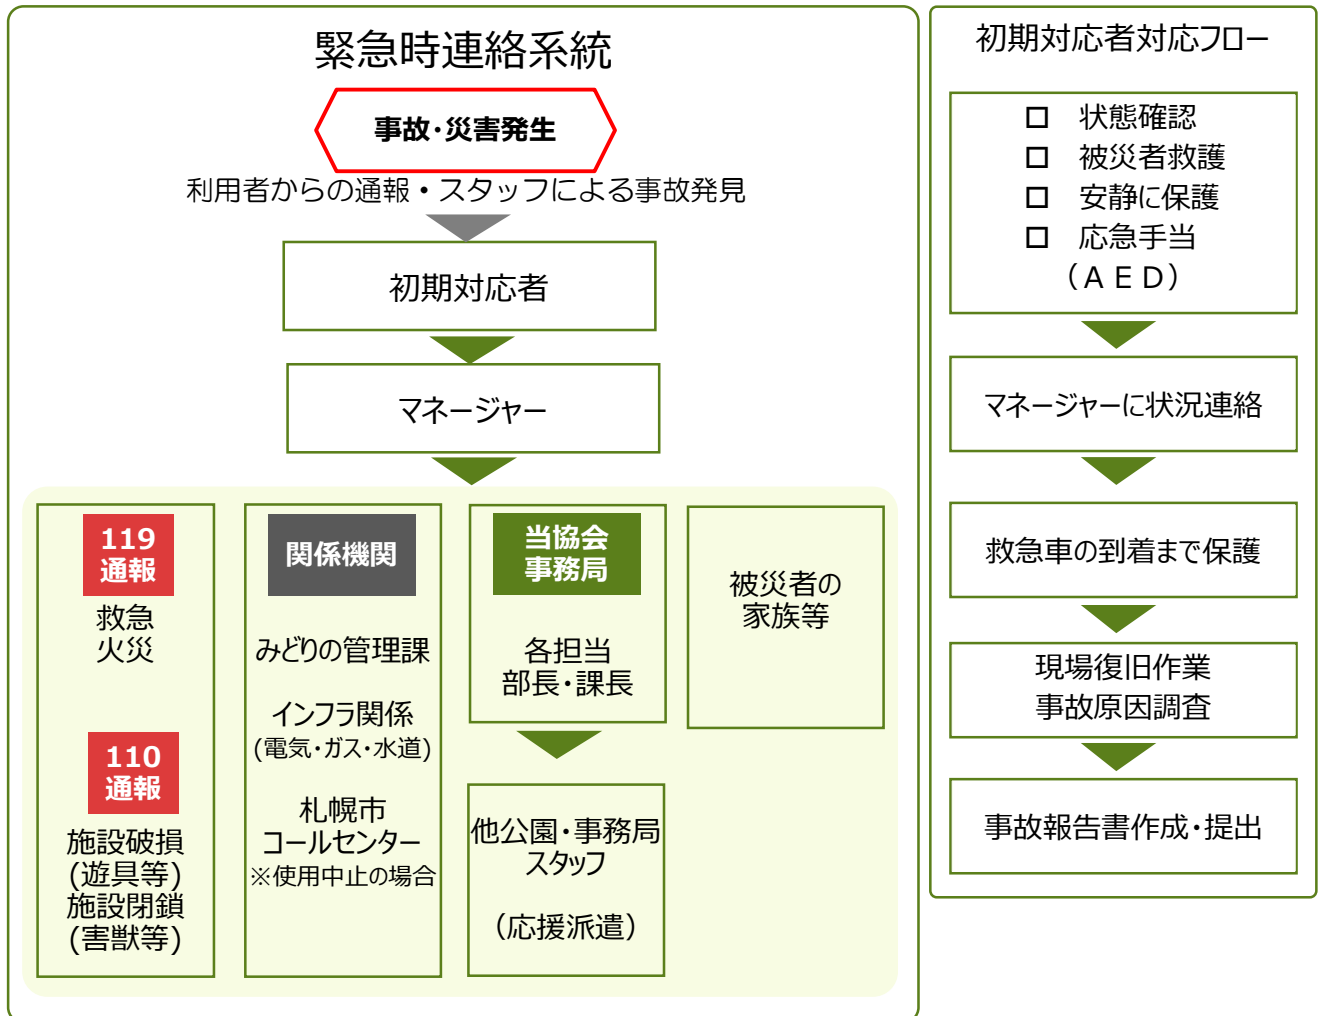 緊急時連絡系統
事故・災害発生
利用者からの通報・スタッフによる事故発見
初期対応者
マネージャー
119
通報
救急
火災
110
通報
施設破損
(遊具等)
施設閉鎖
(害獣等)
関係機関
みどりの管理課
インフラ関係
(電気・ガス・水道)
札幌市
コールセンター
※使用中止の場合
当協会
事務局
各担当
部長・課長
他公園・事務局
スタッフ
（応援派遣）
被災者の
家族等
初期対応者対応フロー
□ 状態確認
□ 被災者救護
□ 安静に保護
□ 応急手当
（ＡＥＤ）
マネージャーに状況連絡
救急車の到着まで保護
現場復旧作業
事故原因調査
事故報告書作成・提出